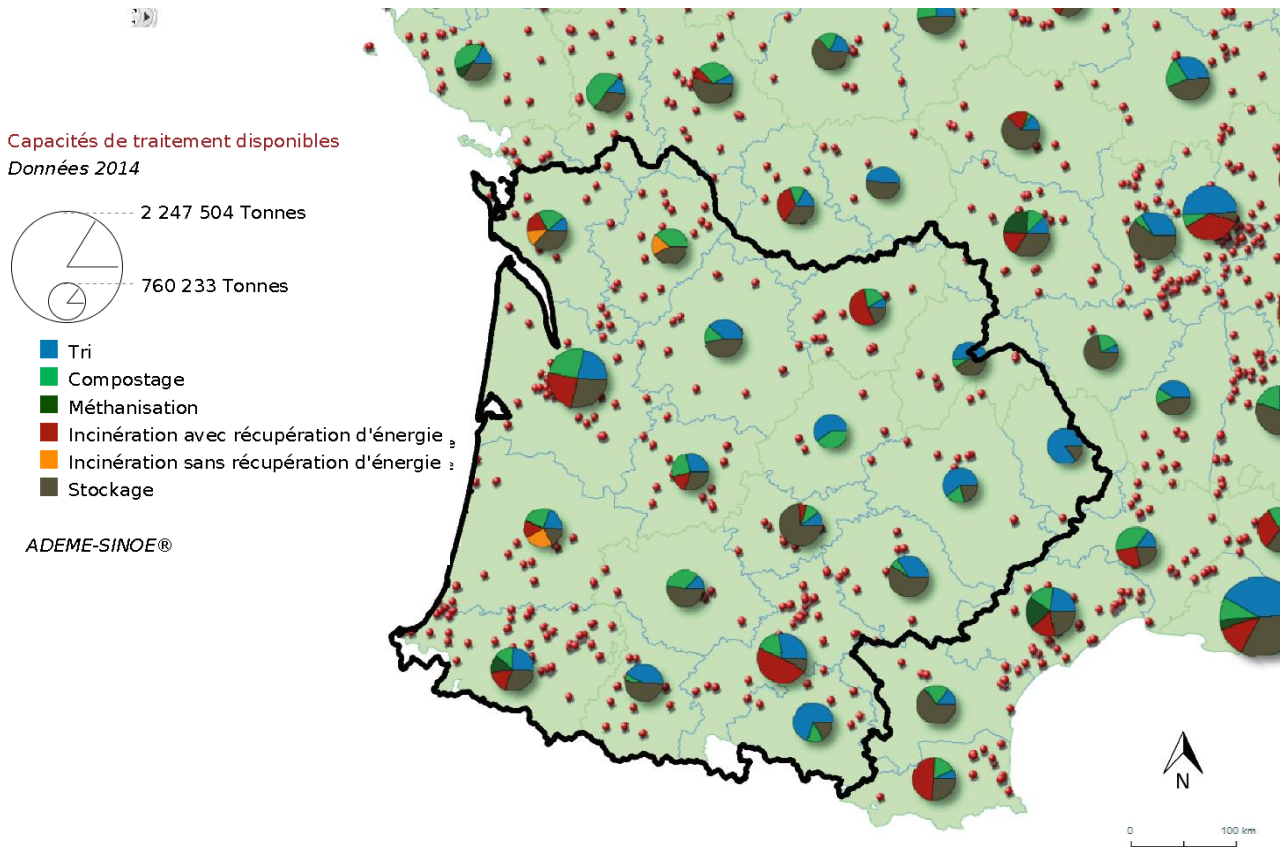 Capacités de traitement disponibles
Données 2014
2 247 504 Tonnes
760 233 Tonnes
Tri
Compostage
Méthanisation
Incinération avec récupération d'énergie
Incinération sans récupération d'énergie
Stockage
ADEME-SINOE®
N
0 100 km